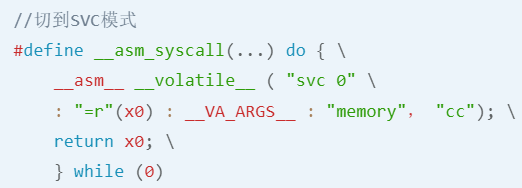 //切到SVC模式
#define __asm_syscall(...) do { \
__asm__ __volatile__ ( "svc 0" \
: "=r"(x0) : __VA_ARGS__ : "memory"， "cc"); \
return x0; \
} while (0)